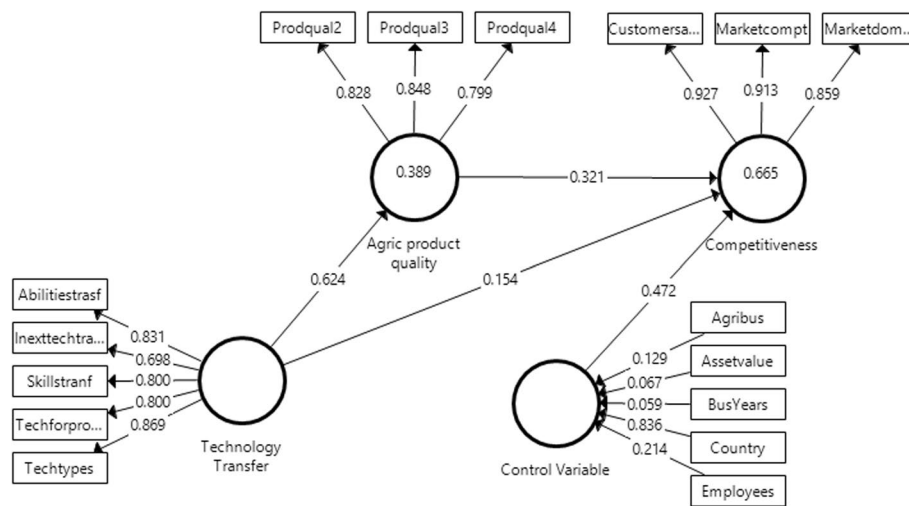 Prodqual2
Prodqual3
Prodqual4
Customersa...
Marketcompt
Marketdom...
0.828
0.848
0.799
0.927
0.913
0.859
0.389
0.321
0.665
Agric product
quality
Competitiveness
0.624
0.154
0.472
Abilitiestrasf
Inexttechtra...
Skillstranf
Techforpro...
Techtypes
0.831
0.698
0.800
0.800
0.869
Technology
Transfer
Agribus
Assetvalue
BusYears
Country
Employees
0.129
0.067
0.059
0.836
0.214
Control Variable